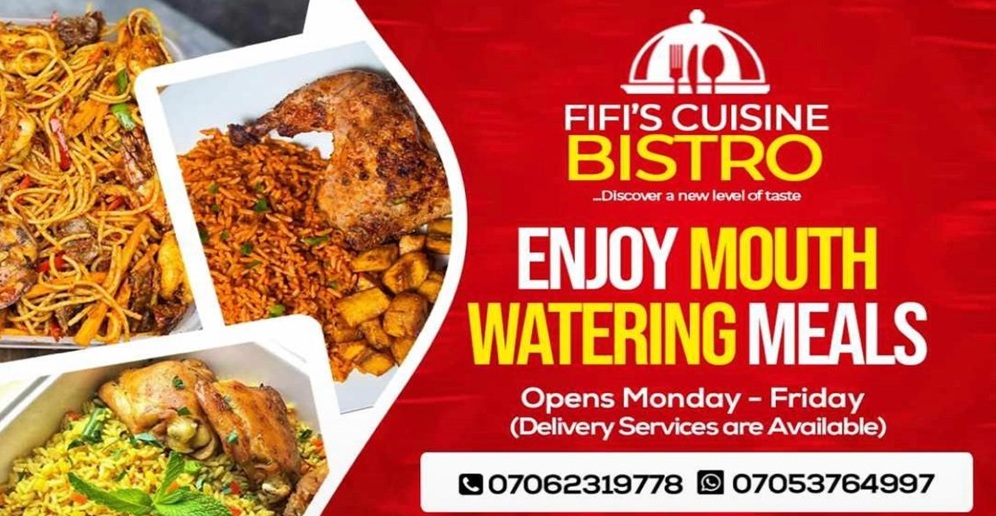 FIFI'S CUISINE
BISTRO
...Discover a new level of taste
ENJOY MOUTH
WATERING MEALS
Opens Monday - Friday
(Delivery Services are Available)
07062319778 07053764997